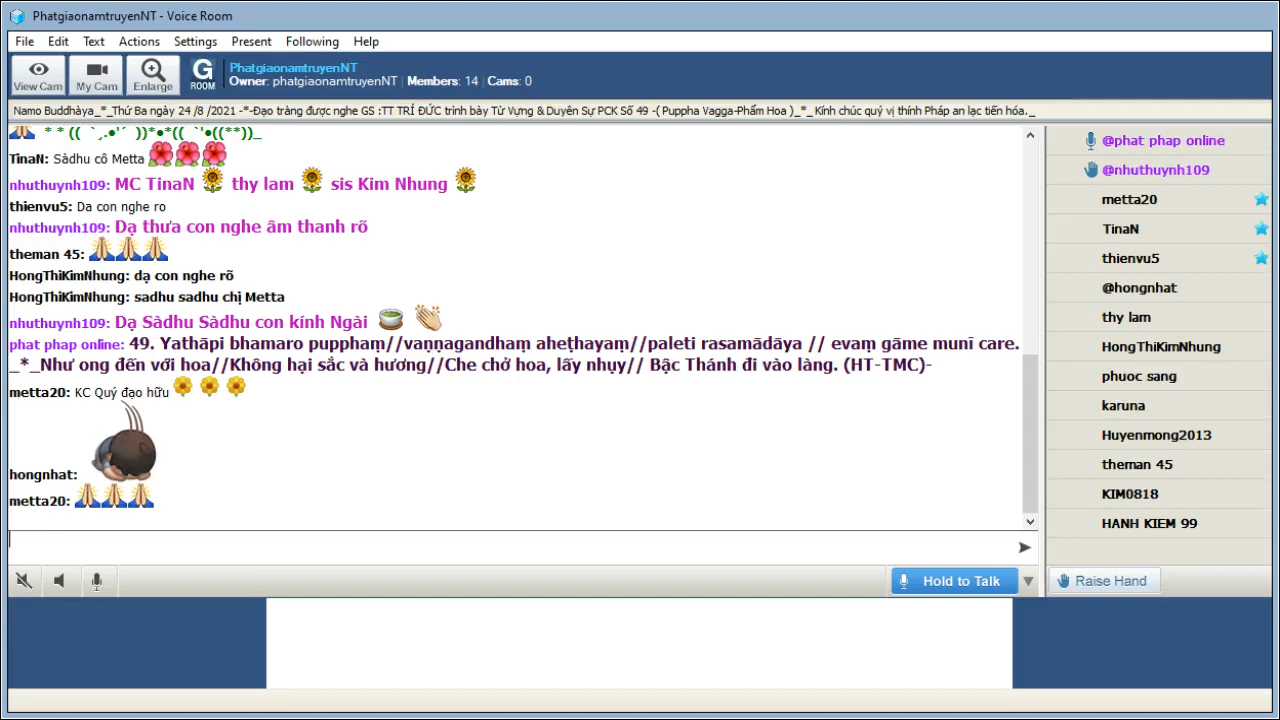 PhatgiaonamtruyenNT - Voice Room
File Edit Text Actions Settings Present Following Help
View Cam My Cam Enlarge G ROOM
PhatgiaonamtruyenNT
Owner: phatgiaonamtruyenNT Members: 14 Cams: 0
Namo Buddhàya_*_Thứ Ba ngày 24 /8 /2021 -*-Đạo tràng được nghe GS :TT TRÍ ĐỨC trình bày Từ Vựng & Duyên Sự PCK Số 49 -( Puppha Vagga-Phẩm Hoa )_*_Kính chúc quý vị thính Pháp an lạc tiến hóa._
* * (( `,.•'´ ))*•*(( `'•((**))_
TinaN: Sàdhu cô Metta
nhuthuynh109: MC TinaN thy lam sis Kim Nhung
thienvu5: Da con nghe ro
nhuthuynh109: Dạ thưa con nghe âm thanh rõ
theman 45:
HongThiKimNhung: dạ con nghe rõ
HongThiKimNhung: sadhu sadhu chị Metta
nhuthuynh109: Dạ Sàdhu Sàdhu con kính Ngài
phat phap online: 49. Yathāpi bhamaro pupphaṃ//vaṇṇagandhaṃ aheṭhayaṃ//paleti rasamādāya // evaṃ gāme munī care.
_*_Như ong đến với hoa//Không hại sắc và hương//Che chở hoa, lấy nhụy// Bậc Thánh đi vào làng. (HT-TMC)-
metta20: KC Quý đạo hữu
hongnhat:
metta20:
Hold to Talk
@phat phap online
@nhuthuynh109
metta20
TinaN
thienvu5
@hongnhat
thy lam
HongThiKimNhung
phuoc sang
karuna
Huyenmong2013
theman 45
KIM0818
HANH KIEM 99
Raise Hand